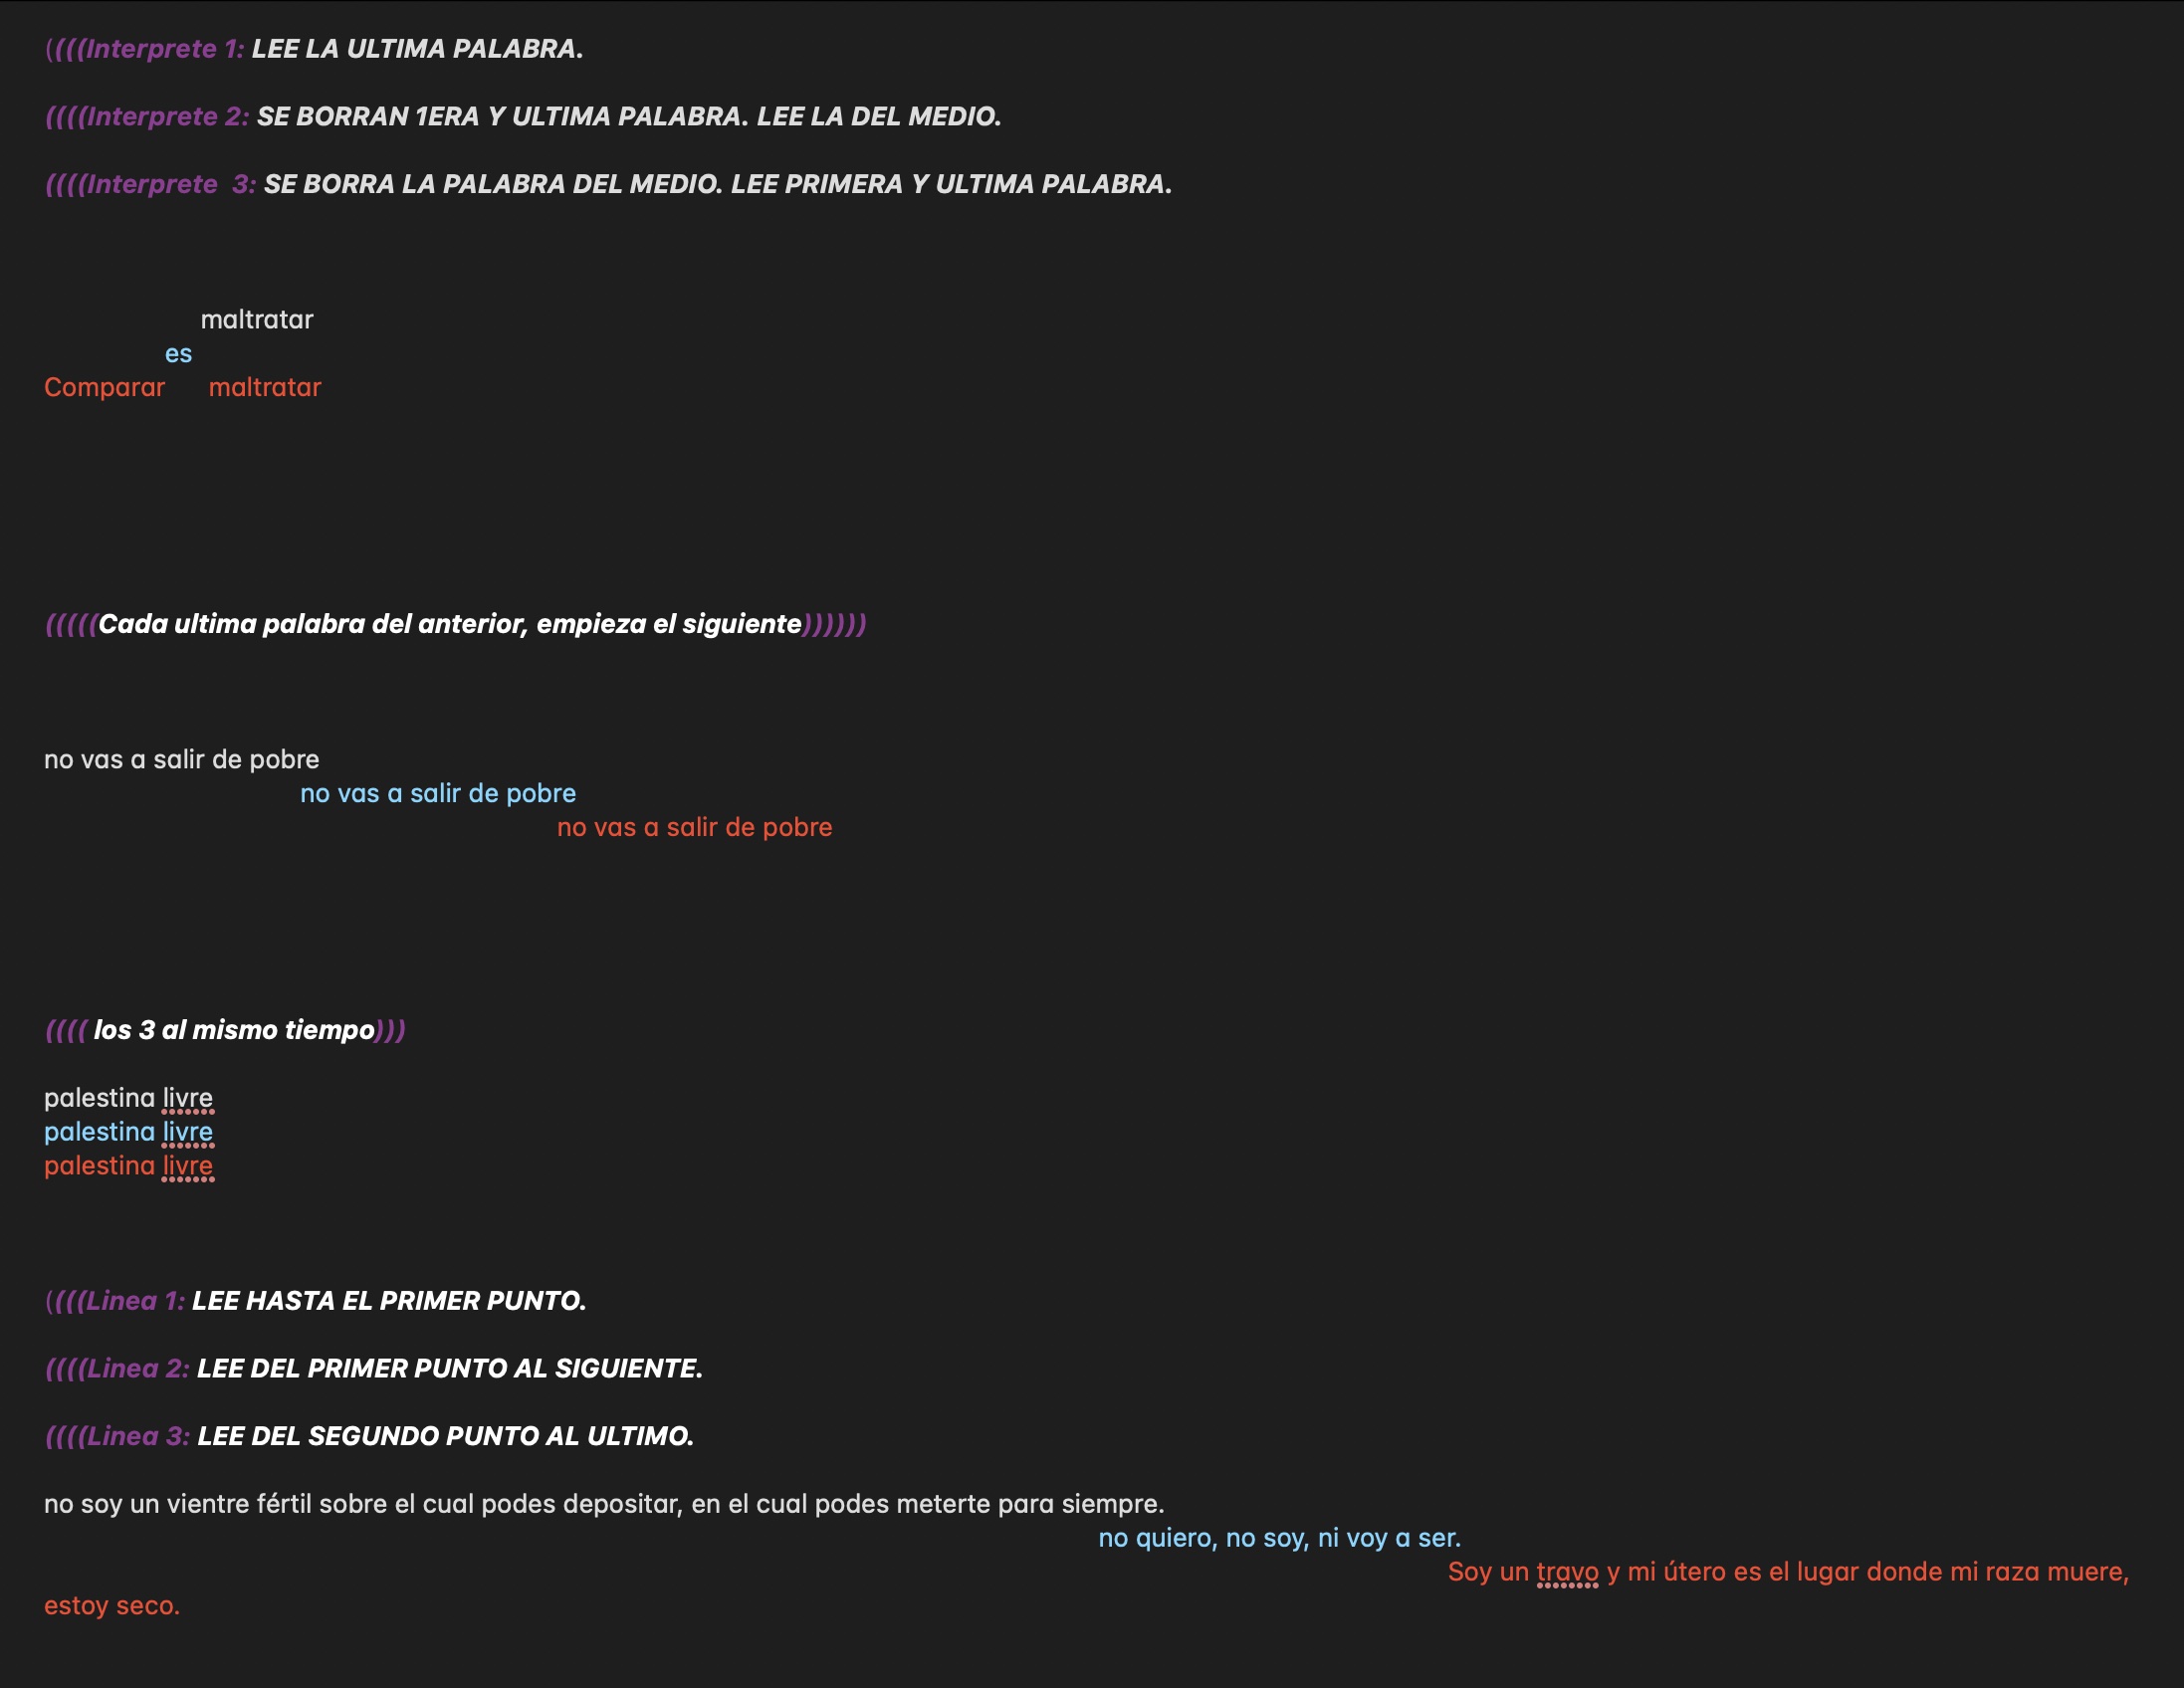 ((((Interprete 1: LEE LA ULTIMA PALABRA.
((((Interprete 2: SE BORRAN 1ERA Y ULTIMA PALABRA. LEE LA DEL MEDIO.
((((Interprete  3: SE BORRA LA PALABRA DEL MEDIO. LEE PRIMERA Y ULTIMA PALABRA.
maltratar
es
Comparar maltratar
(((((Cada ultima palabra del anterior, empieza el siguiente))))))
no vas a salir de pobre
no vas a salir de pobre
no vas a salir de pobre
(((( los 3 al mismo tiempo)))
palestina livre
palestina livre
palestina livre
((((Linea 1: LEE HASTA EL PRIMER PUNTO.
((((Linea 2: LEE DEL PRIMER PUNTO AL SIGUIENTE.
((((Linea 3: LEE DEL SEGUNDO PUNTO AL ULTIMO.
no soy un vientre fértil sobre el cual podes depositar, en el cual podes meterte para siempre.
no quiero, no soy, ni voy a ser.
Soy un travo y mi útero es el lugar donde mi raza muere,
estoy seco.